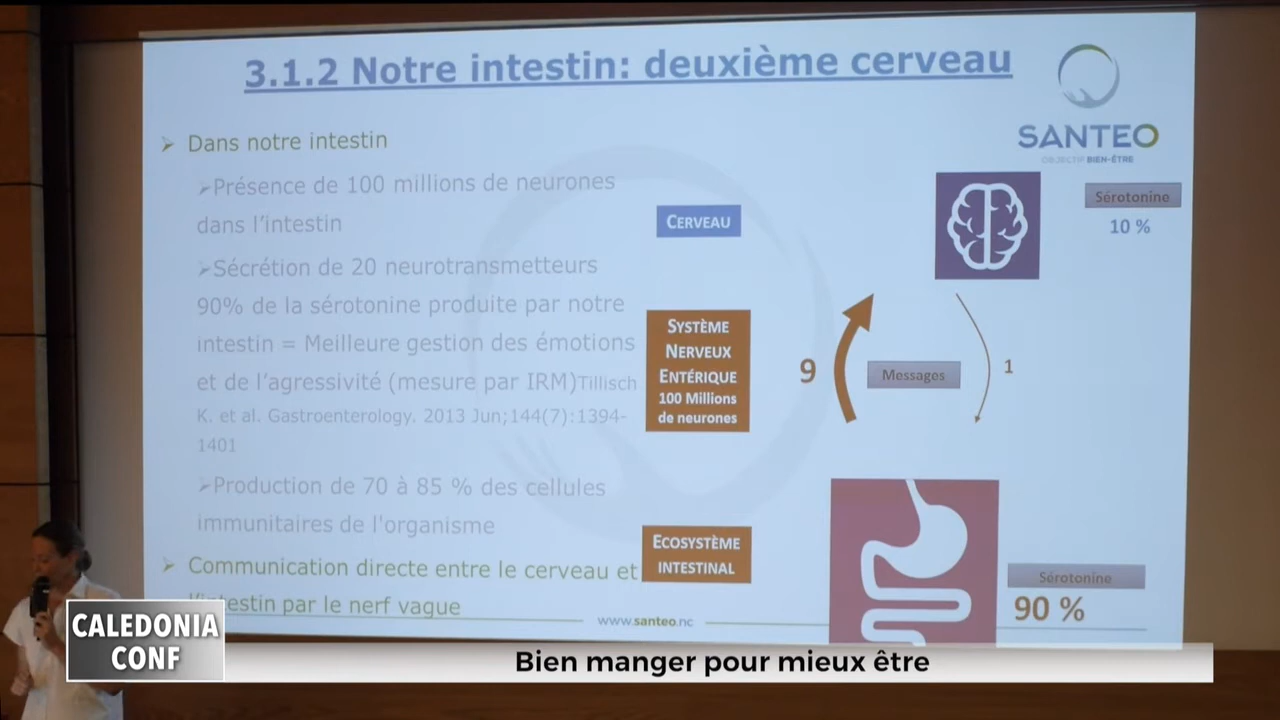 3.1.2 Notre intestin: deuxième cerveau
SANTEO
OBJECTIF BIEN-ÊTRE
➢ Dans notre intestin
➢Présence de 100 millions de neurones
dans l’intestin
➢Sécrétion de 20 neurotransmetteurs
90% de la sérotonine produite par notre
intestin = Meilleure gestion des émotions
et de l’agressivité (mesure par IRM)Tillisch
K. et al. Gastroenterology. 2013 Jun;144(7):1394-
1401
➢Production de 70 à 85 % des cellules
immunitaires de l'organisme
➢ Communication directe entre le cerveau et
l’intestin par le nerf vague
CERVEAU
SYSTÈME
NERVEUX
ENTÉRIQUE
100 Millions
de neurones
ECOSYSTÈME
INTESTINAL
Sérotonine
10 %
9
Messages
1
Sérotonine
90 %
www.santeo.nc
CALEDONIA
CONF
Bien manger pour mieux être